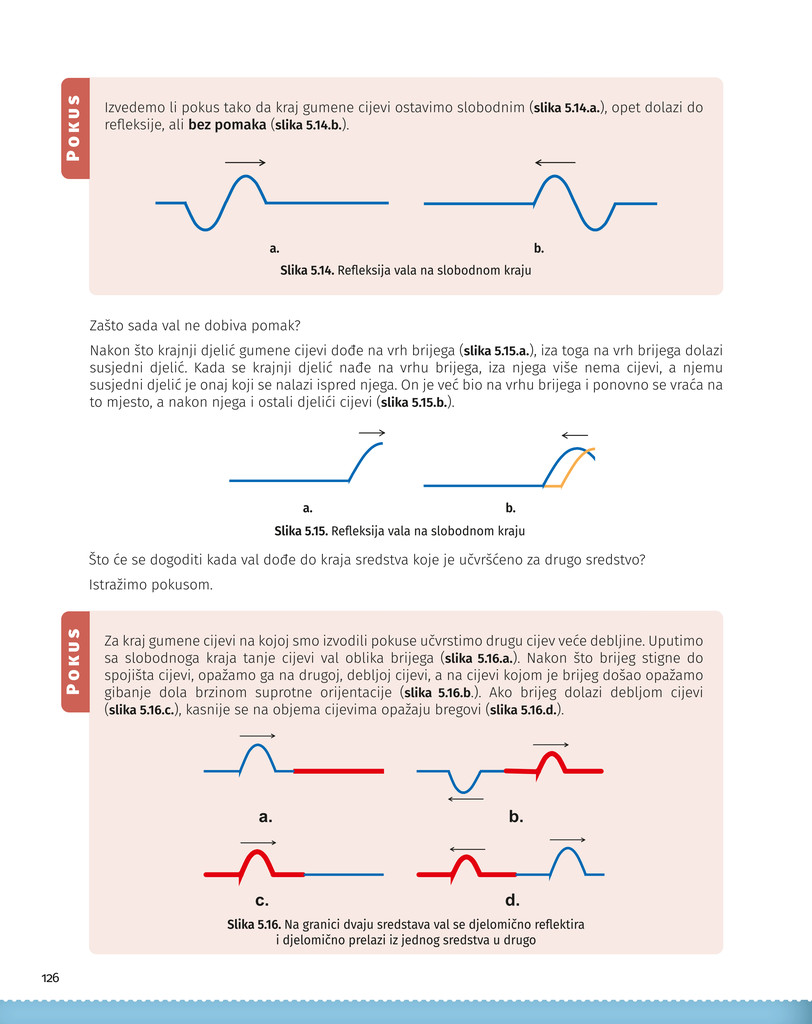 POKUS
Izvedemo li pokus tako da kraj gumene cijevi ostavimo slobodnim (slika 5.14.a.), opet dolazi do
refleksije, ali bez pomaka (slika 5.14.b.).
a.
b.
Slika 5.14. Refleksija vala na slobodnom kraju
Zašto sada val ne dobiva pomak?
Nakon što krajnji djelić gumene cijevi dođe na vrh brijega (slika 5.15.a.), iza toga na vrh brijega dolazi
susjedni djelić. Kada se krajnji djelić nađe na vrhu brijega, iza njega više nema cijevi, a njemu
susjedni djelić je onaj koji se nalazi ispred njega. On je već bio na vrhu brijega i ponovno se vraća na
to mjesto, a nakon njega i ostali djelići cijevi (slika 5.15.b.).
a.
b.
Slika 5.15. Refleksija vala na slobodnom kraju
Što će se dogoditi kada val dođe do kraja sredstva koje je učvršćeno za drugo sredstvo?
Istražimo pokusom.
POKUS
Za kraj gumene cijevi na kojoj smo izvodili pokuse učvrstimo drugu cijev veće debljine. Uputimo
sa slobodnoga kraja tanje cijevi val oblika brijega (slika 5.16.a.). Nakon što brijeg stigne do
spojišta cijevi, opažamo ga na drugoj, debljoj cijevi, a na cijevi kojom je brijeg došao opažamo
gibanje dola brzinom suprotne orijentacije (slika 5.16.b.). Ako brijeg dolazi debljom cijevi
(slika 5.16.c.), kasnije se na objema cijevima opažaju bregovi (slika 5.16.d.).
a.
b.
c.
d.
Slika 5.16. Na granici dvaju sredstava val se djelomično reflektira
i djelomično prelazi iz jednog sredstva u drugo
126